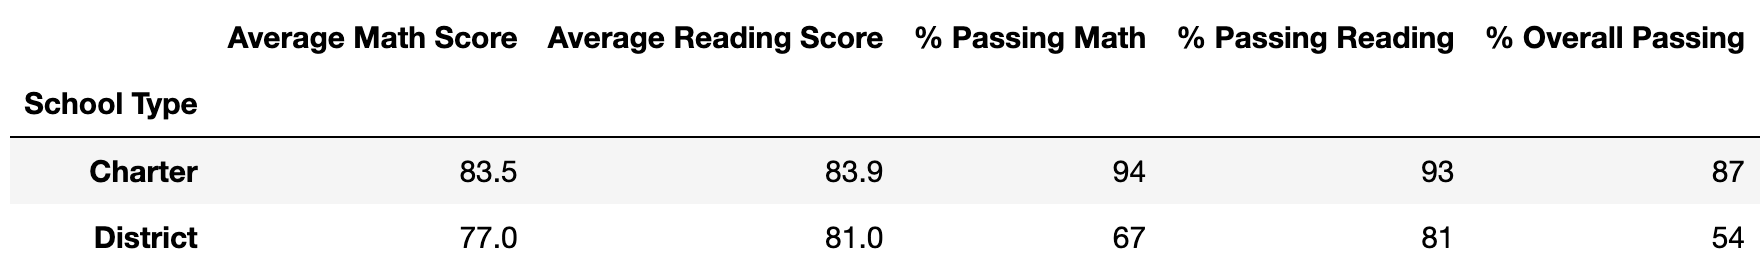 Average Math Score Average Reading Score % Passing Math % Passing Reading % Overall Passing
School Type
Charter 83.5 83.9 94 93 87
District 77.0 81.0 67 81 54